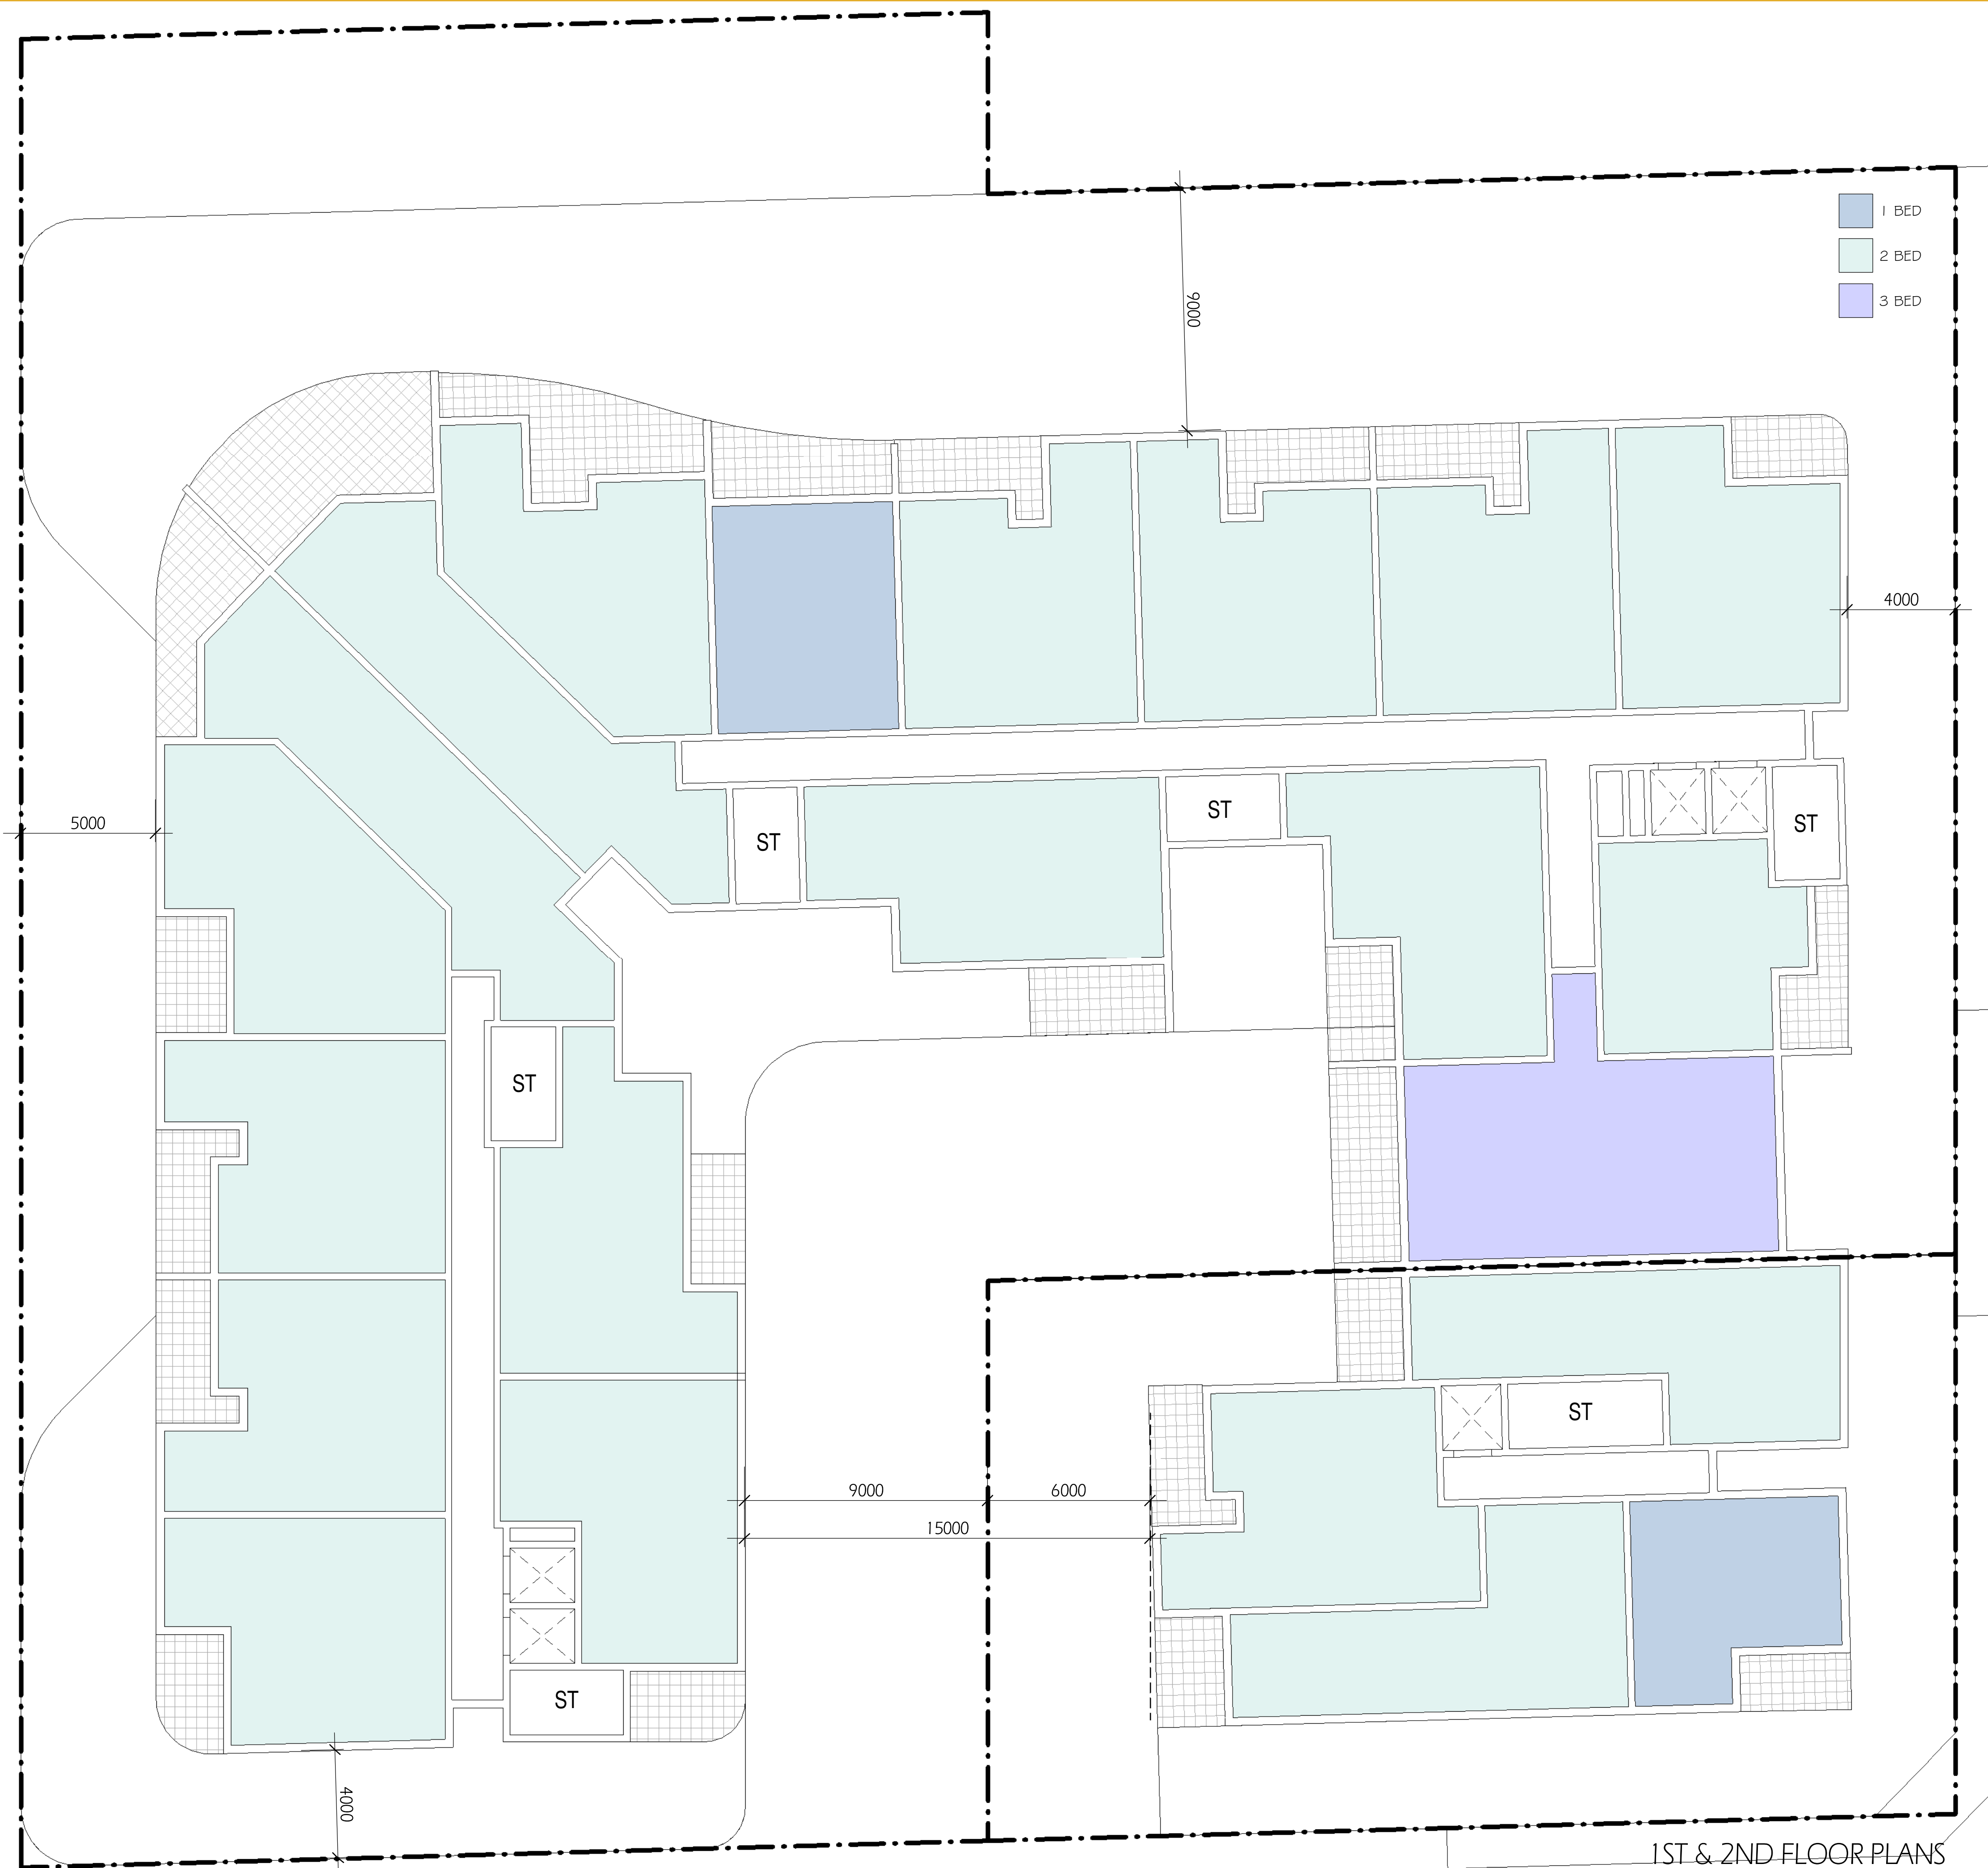 1 BED
2 BED
3 BED
9000
4000
5000
ST
ST
ST
ST
ST
9000
6000
15000
ST
4000
1ST & 2ND FLOOR PLANS